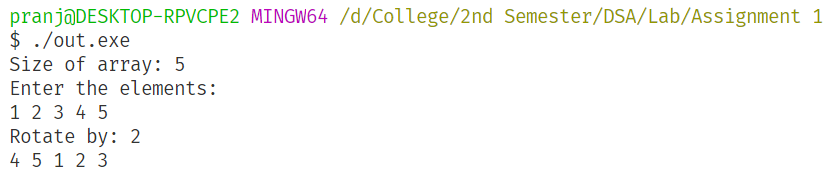 pranj@DESKTOP-RPVCPE2 MINGW64 /d/College/2nd Semester/DSA/Lab/Assignment 1
$ ./out.exe
Size of array: 5
Enter the elements:
1 2 3 4 5
Rotate by: 2
4 5 1 2 3